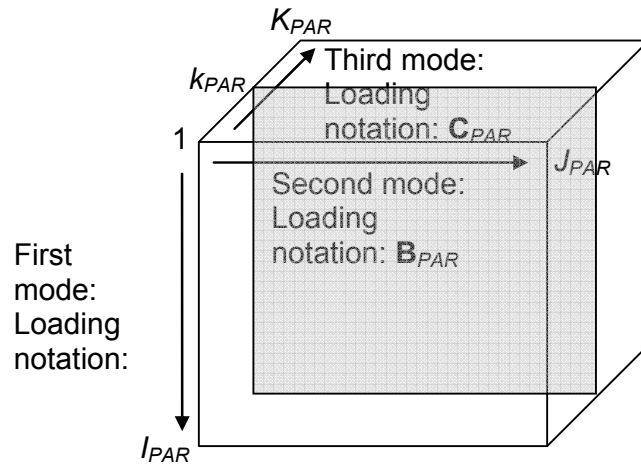 K_PAR
Third mode:
k_PAR
Loading
notation: C_PAR
1
J_PAR
Second mode:
Loading
notation: B_PAR
First
mode:
Loading
notation:
I_PAR